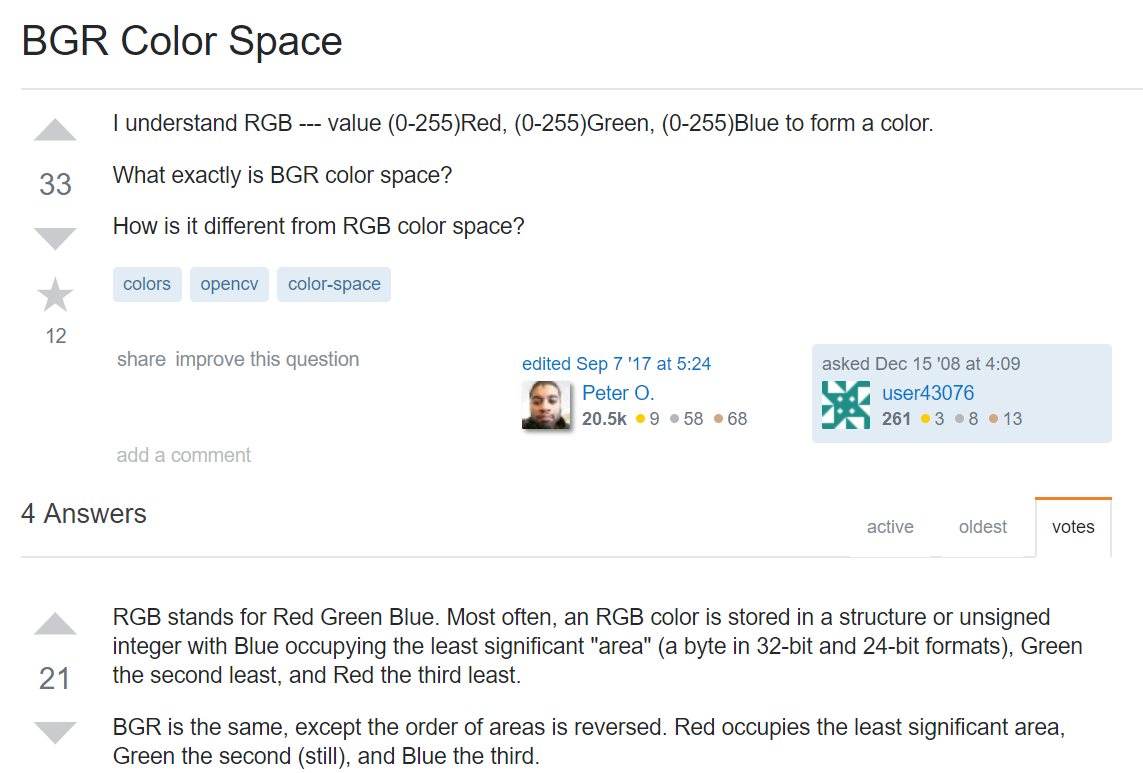 BGR Color Space
I understand RGB --- value (0-255)Red, (0-255)Green, (0-255)Blue to form a color.
33
What exactly is BGR color space?
How is it different from RGB color space?
colors opencv color-space
12
share improve this question
edited Sep 7 '17 at 5:24
Peter O.
20.5k 9 58 68
asked Dec 15 '08 at 4:09
user43076
261 3 8 13
add a comment
4 Answers
active oldest votes
RGB stands for Red Green Blue. Most often, an RGB color is stored in a structure or unsigned
integer with Blue occupying the least significant "area" (a byte in 32-bit and 24-bit formats), Green
the second least, and Red the third least.
21
BGR is the same, except the order of areas is reversed. Red occupies the least significant area,
Green the second (still), and Blue the third.